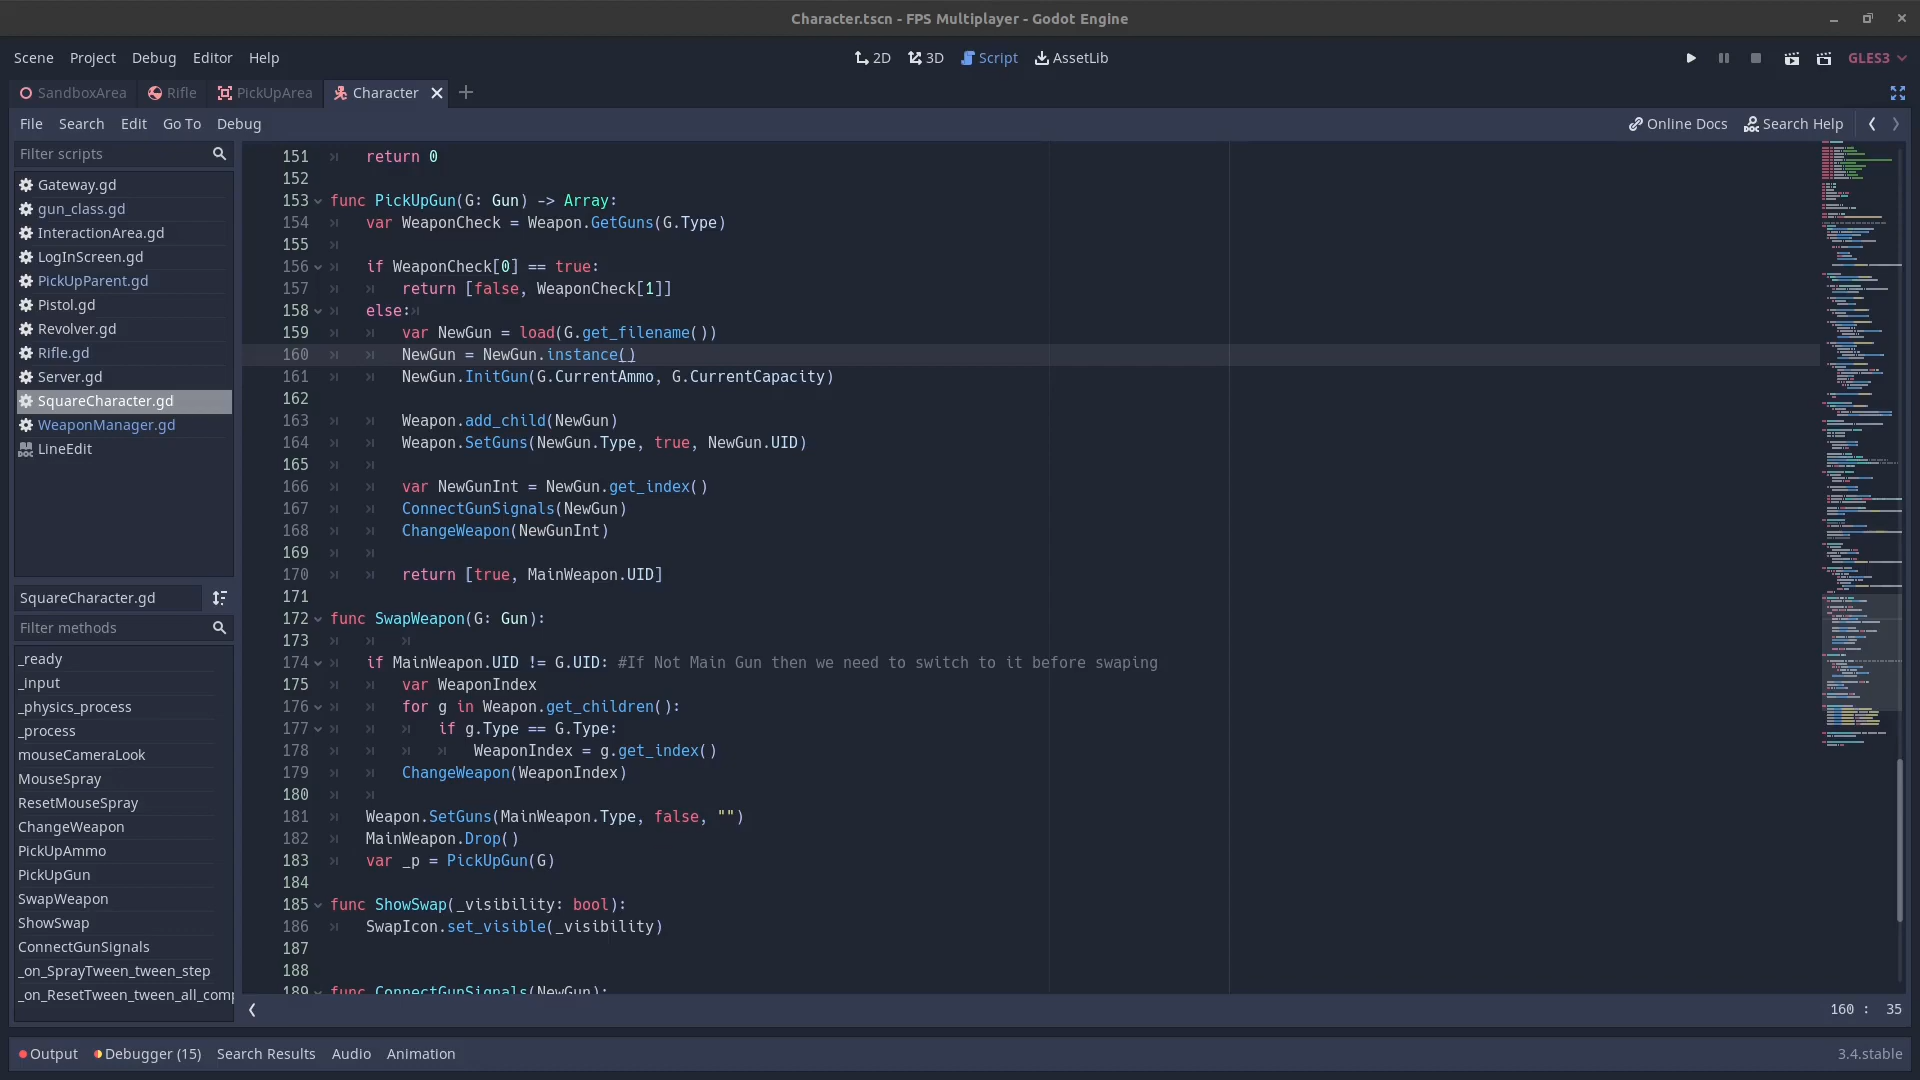 Character.tscn - FPS Multiplayer - Godot Engine
Scene Project Debug Editor Help
2D 3D Script AssetLib
GLES3
SandboxArea Rifle PickUpArea Character
File Search Edit Go To Debug
Online Docs Search Help
Filter scripts
Gateway.gd
gun_class.gd
InteractionArea.gd
LogInScreen.gd
PickUpParent.gd
Pistol.gd
Revolver.gd
Rifle.gd
Server.gd
SquareCharacter.gd
WeaponManager.gd
LineEdit
SquareCharacter.gd
Filter methods
_ready
_input
_physics_process
_process
mouseCameraLook
MouseSpray
ResetMouseSpray
ChangeWeapon
PickUpAmmo
PickUpGun
SwapWeapon
ShowSwap
ConnectGunSignals
_on_SprayTween_tween_step
_on_ResetTween_tween_all_comp
151 return 0
152
153 func PickUpGun(G: Gun) -> Array:
154 var WeaponCheck = Weapon.GetGuns(G.Type)
155
156 if WeaponCheck[0] == true:
157 return [false, WeaponCheck[1]]
158 else:
159 var NewGun = load(G.get_filename())
160 NewGun = NewGun.instance()
161 NewGun.InitGun(G.CurrentAmmo, G.CurrentCapacity)
162
163 Weapon.add_child(NewGun)
164 Weapon.SetGuns(NewGun.Type, true, NewGun.UID)
165
166 var NewGunInt = NewGun.get_index()
167 ConnectGunSignals(NewGun)
168 ChangeWeapon(NewGunInt)
169
170 return [true, MainWeapon.UID]
171
172 func SwapWeapon(G: Gun):
173
174 if MainWeapon.UID != G.UID: #If Not Main Gun then we need to switch to it before swaping
175 var WeaponIndex
176 for g in Weapon.get_children():
177 if g.Type == G.Type:
178 WeaponIndex = g.get_index()
179 ChangeWeapon(WeaponIndex)
180
181 Weapon.SetGuns(MainWeapon.Type, false, "")
182 MainWeapon.Drop()
183 var _p = PickUpGun(G)
184
185 func ShowSwap(_visibility: bool):
186 SwapIcon.set_visible(_visibility)
187
188
189 func ConnectGunSignals(NewGun):
160 : 35
Output Debugger (15) Search Results Audio Animation
3.4.stable